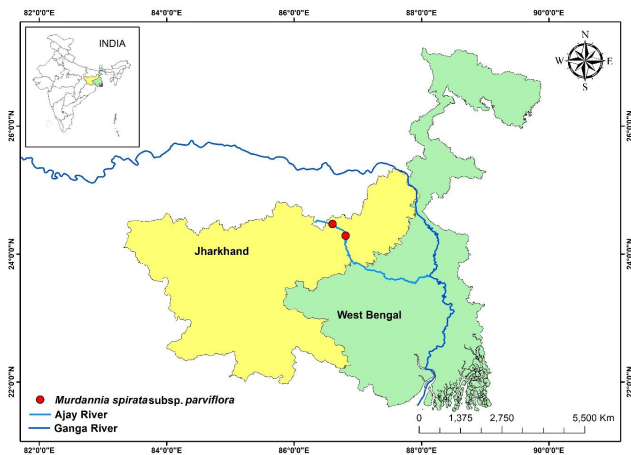 82°0'0"E 84°0'0"E 86°0'0"E 88°0'0"E 90°0'0"E
INDIA
N
W E
S
26°0'0"N 26°0'0"N
Jharkhand
24°0'0"N 24°0'0"N
West Bengal
22°0'0"N 22°0'0"N
Murdannia spirata subsp. parviflora
Ajay River
Ganga River
0 1,375 2,750 5,500 Km
82°0'0"E 84°0'0"E 86°0'0"E 88°0'0"E 90°0'0"E